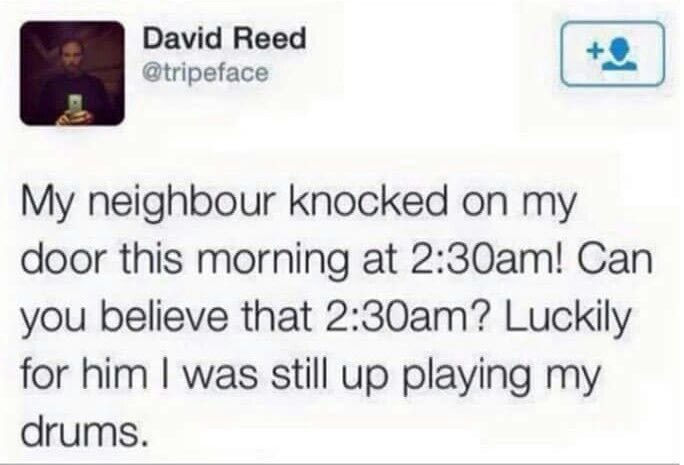 David Reed
@tripeface
My neighbour knocked on my
door this morning at 2:30am! Can
you believe that 2:30am? Luckily
for him I was still up playing my
drums.